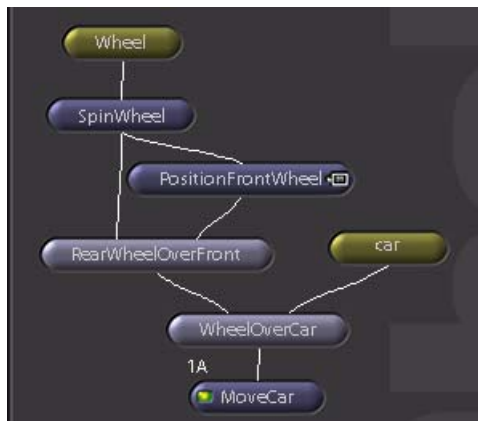 Wheel
SpinWheel
PositionFrontWheel
RearWheelOverFront
car
WheelOverCar
1A
MoveCar